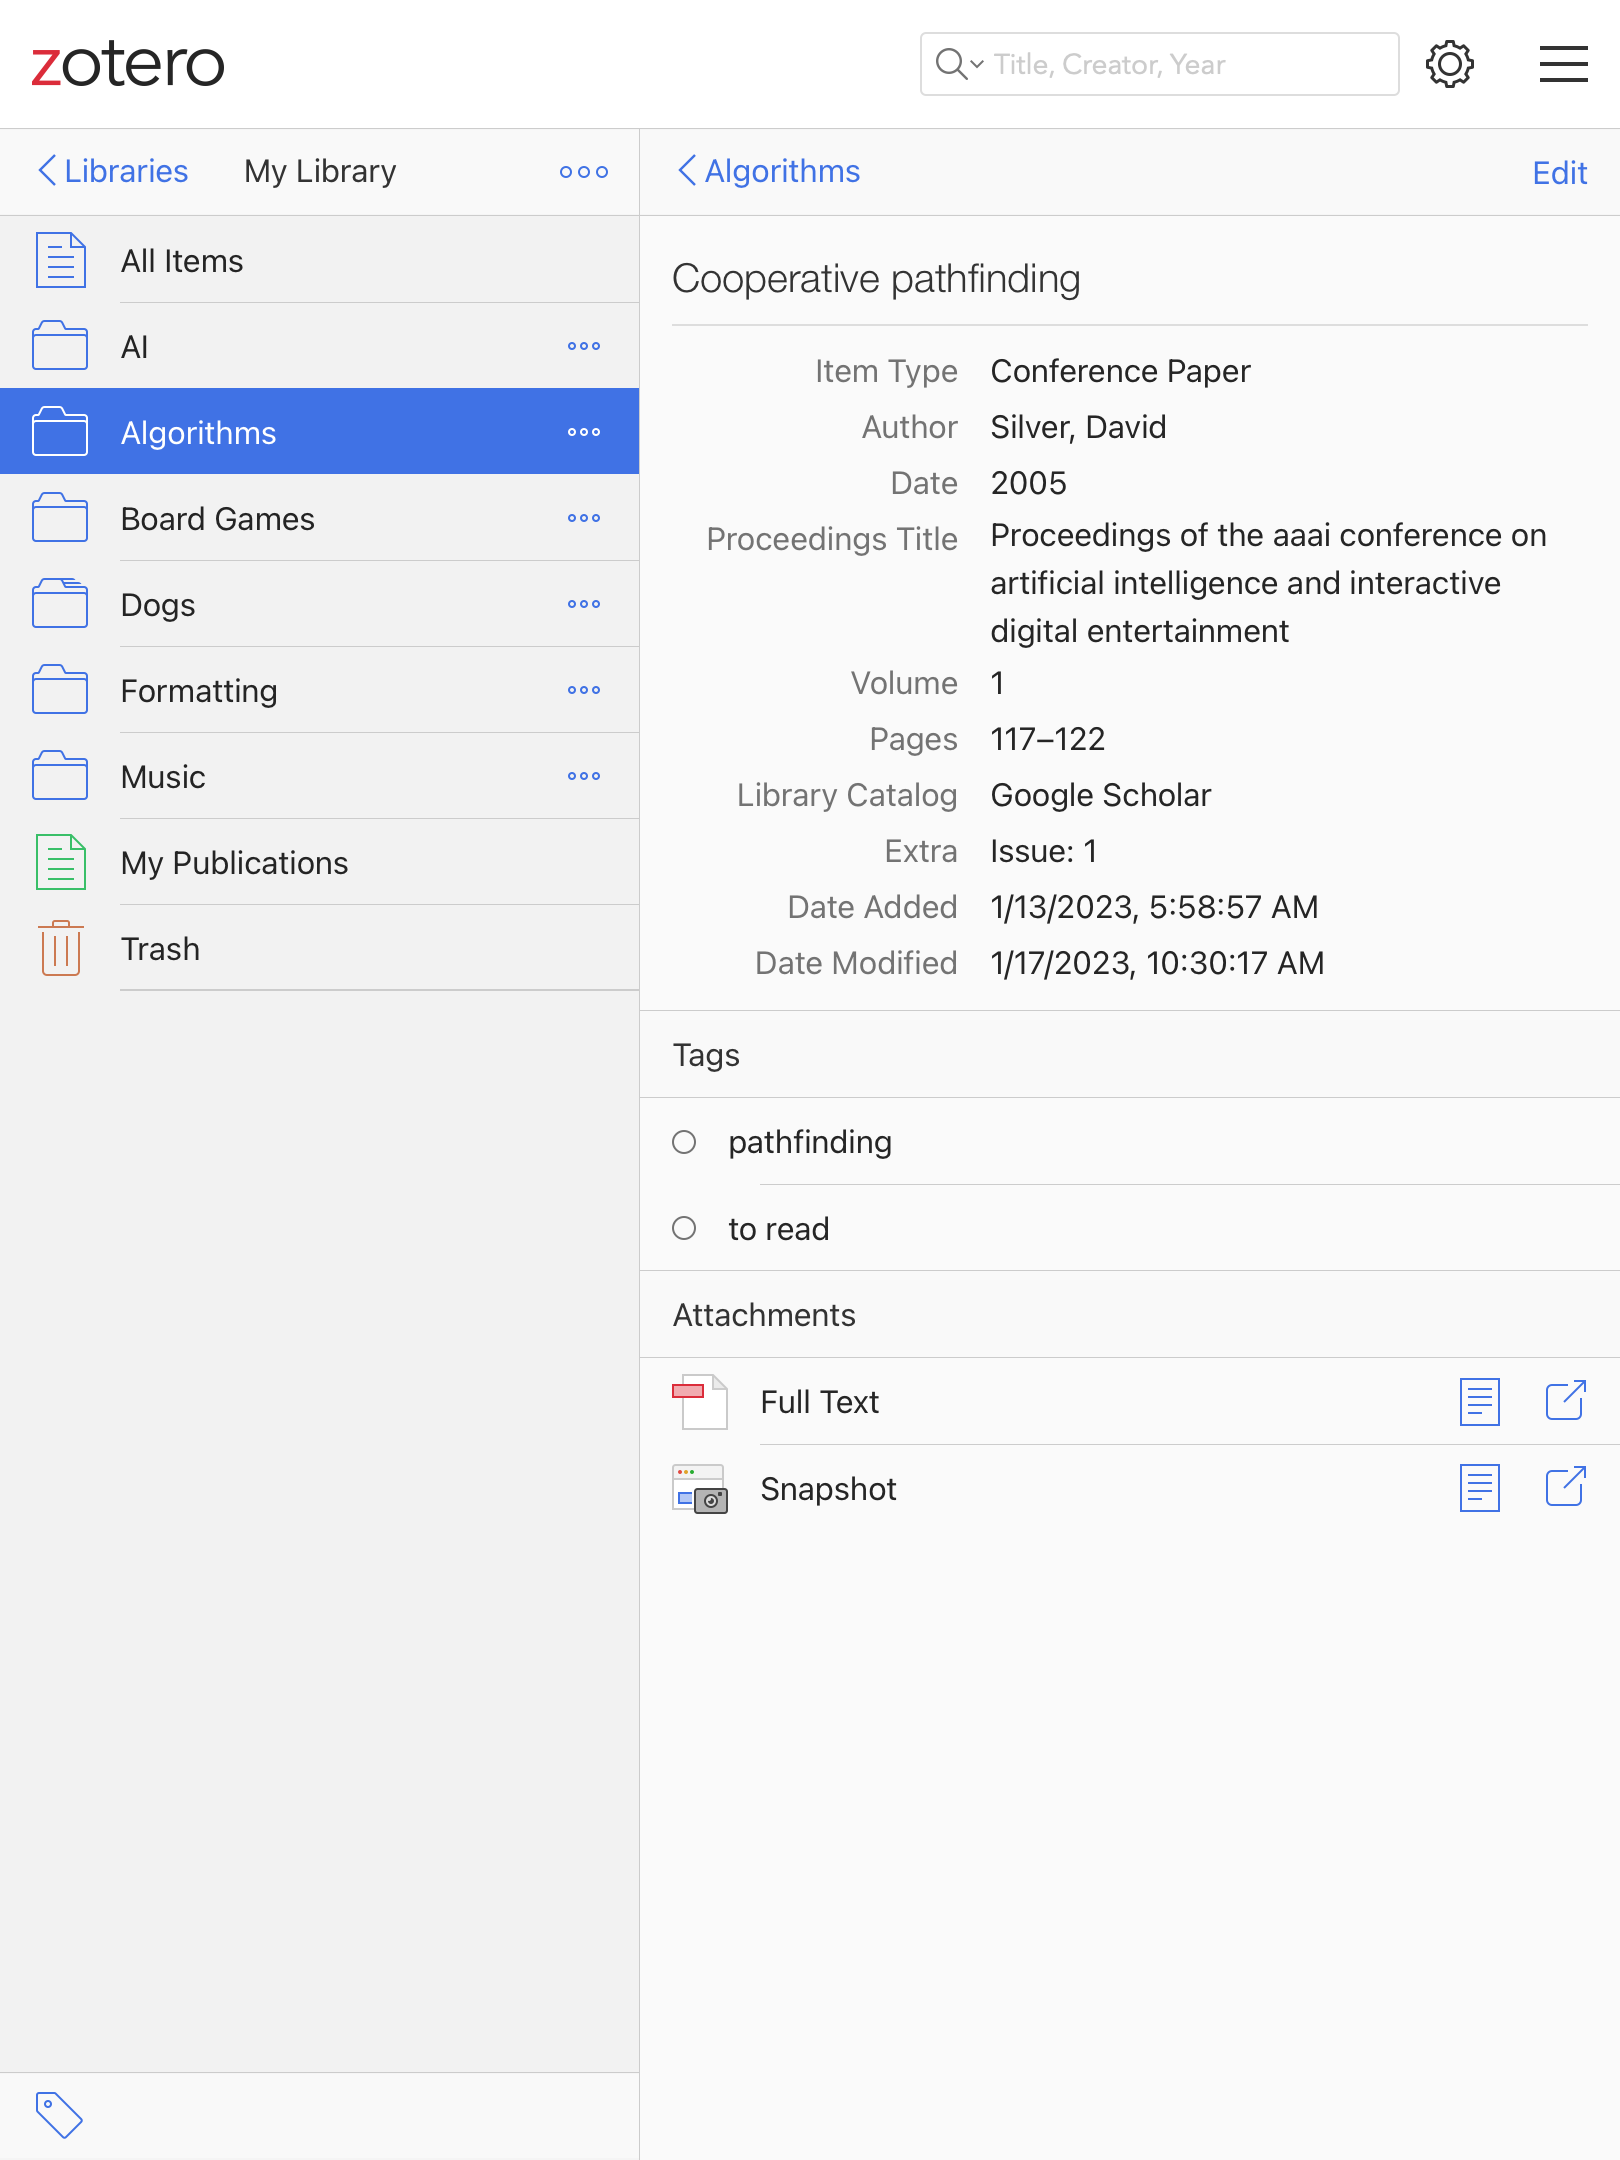 zotero
Title, Creator, Year
Libraries
My Library
All Items
AI
Algorithms
Board Games
Dogs
Formatting
Music
My Publications
Trash
Algorithms
Edit
Cooperative pathfinding
Item Type Conference Paper
Author Silver, David
Date 2005
Proceedings Title Proceedings of the aaai conference on
artificial intelligence and interactive
digital entertainment
Volume 1
Pages 117–122
Library Catalog Google Scholar
Extra Issue: 1
Date Added 1/13/2023, 5:58:57 AM
Date Modified 1/17/2023, 10:30:17 AM
Tags
pathfinding
to read
Attachments
Full Text
Snapshot